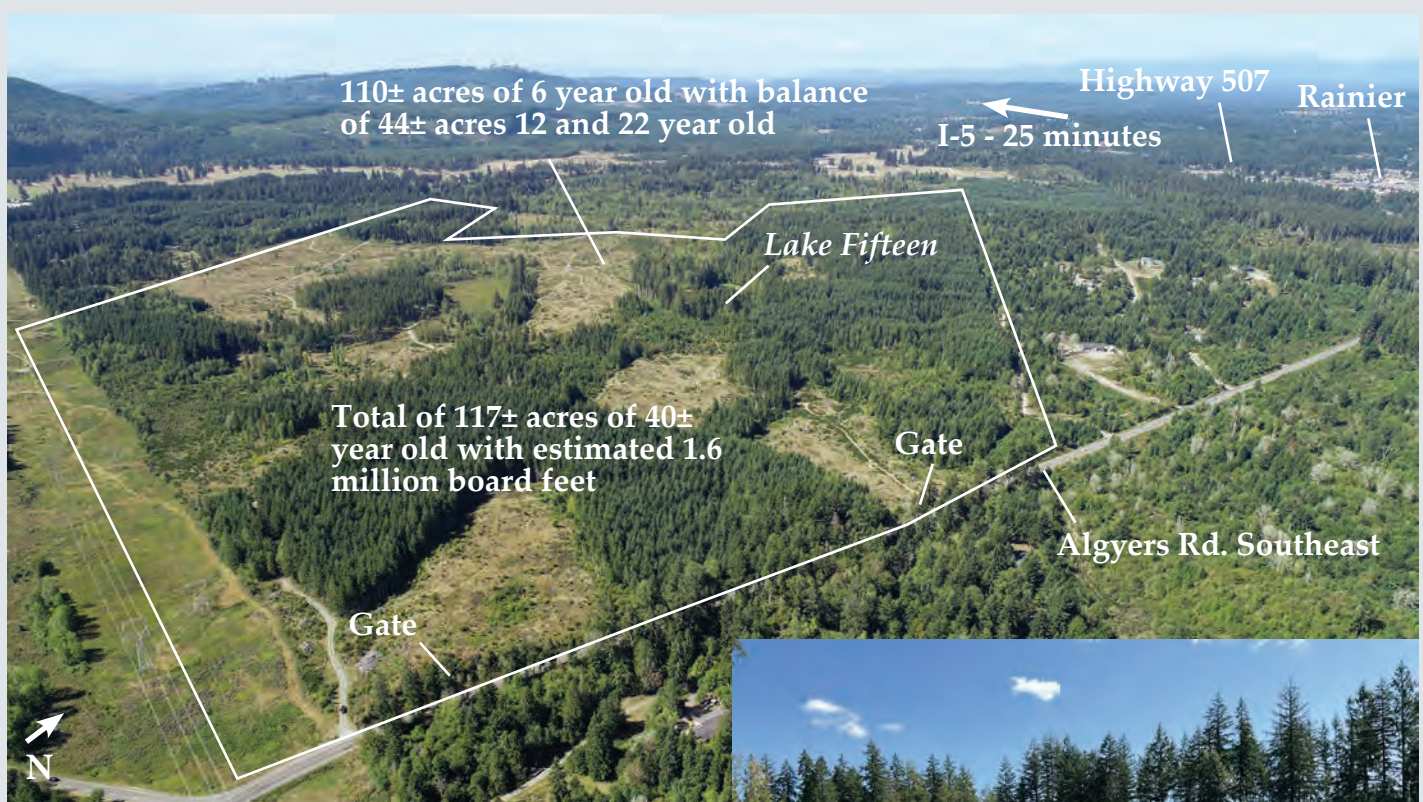 110± acres of 6 year old with balance
of 44± acres 12 and 22 year old
Highway 507
Rainier
I-5 - 25 minutes
Lake Fifteen
Total of 117± acres of 40±
year old with estimated 1.6
million board feet
Gate
Algyers Rd. Southeast
Gate
N